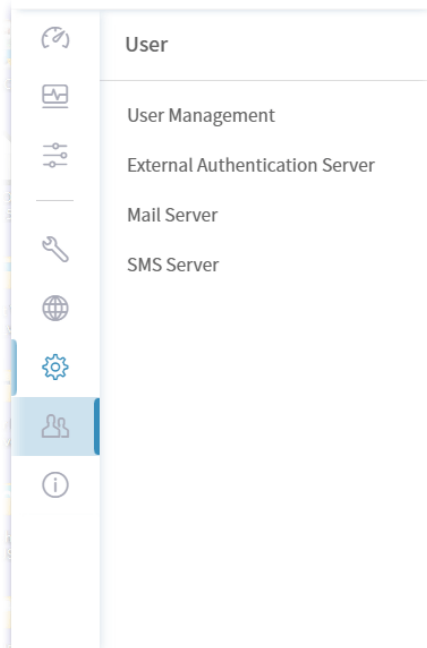 User
User Management
External Authentication Server
Mail Server
SMS Server